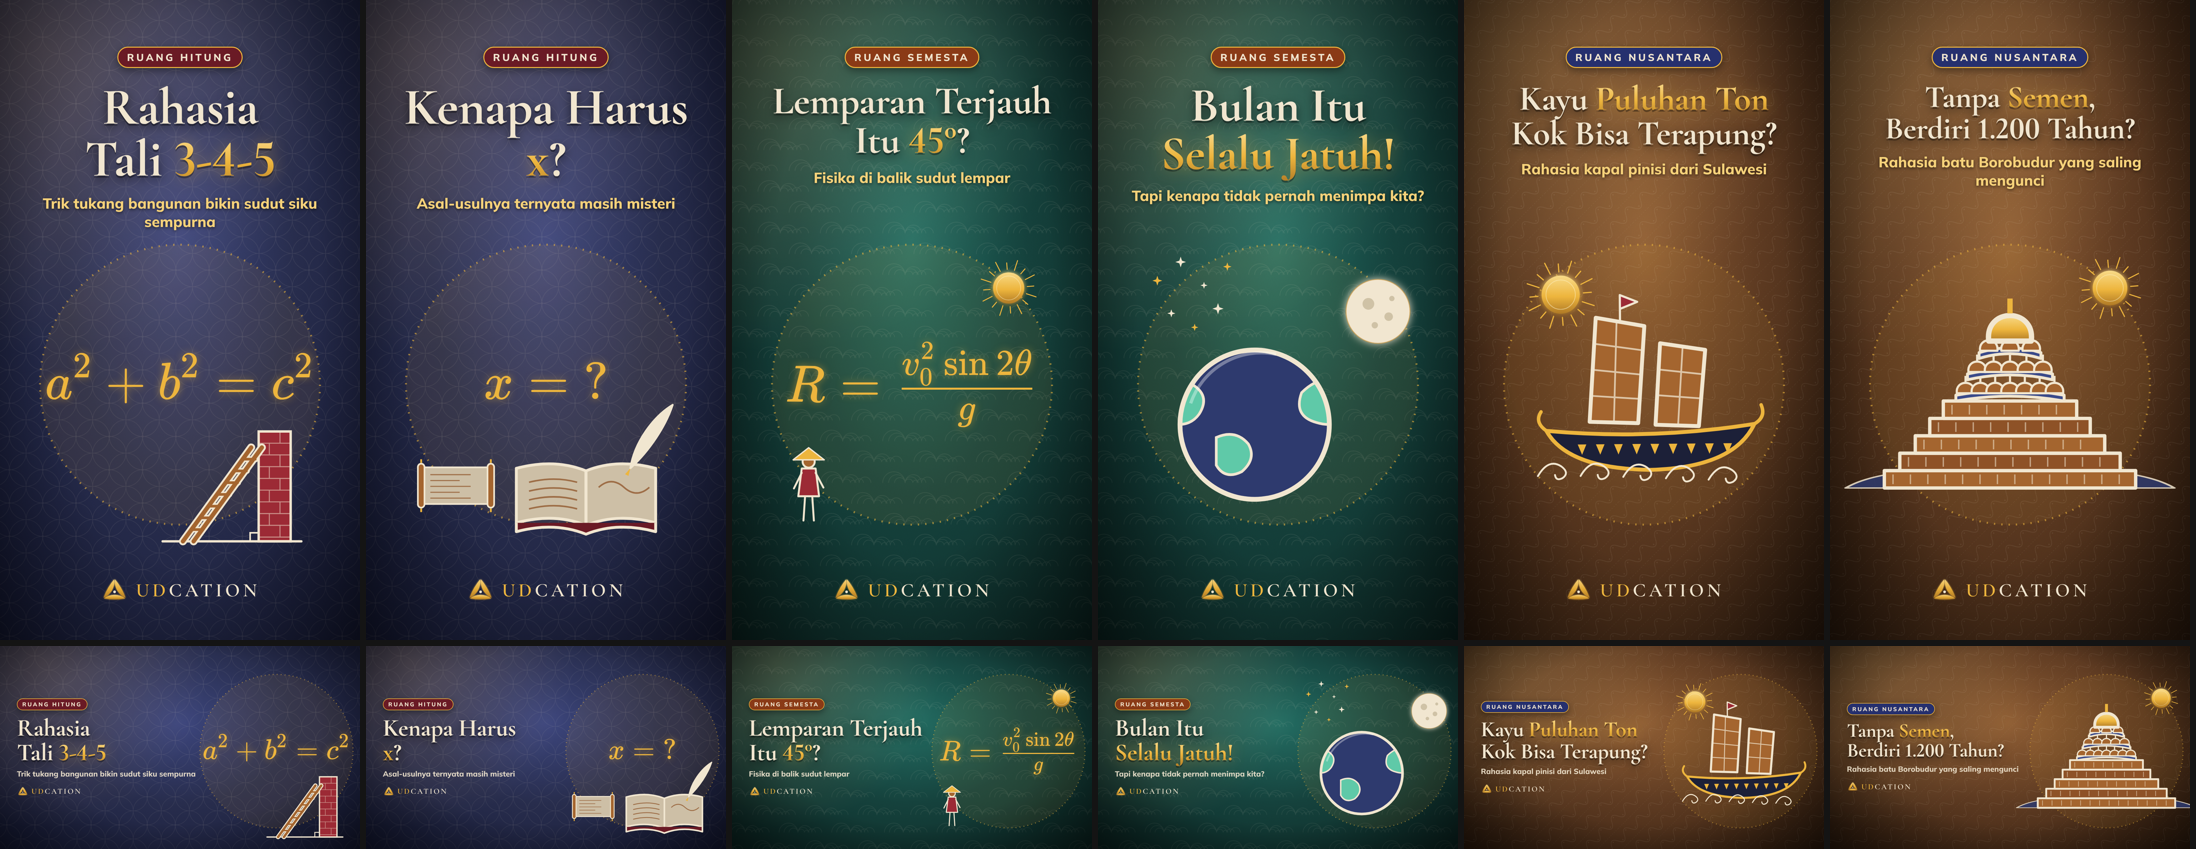 RUANG HITUNG
Rahasia
Tali 3-4-5
Trik tukang bangunan bikin sudut siku
sempurna
a² + b² = c²
UDCATION
RUANG HITUNG
Kenapa Harus
x?
Asal-usulnya ternyata masih misteri
x = ?
UDCATION
RUANG SEMESTA
Lemparan Terjauh
Itu 45°?
Fisika di balik sudut lempar
R = v₀² sin 2θ / g
UDCATION
RUANG SEMESTA
Bulan Itu
Selalu Jatuh!
Tapi kenapa tidak pernah menimpa kita?
UDCATION
RUANG NUSANTARA
Kayu Puluhan Ton
Kok Bisa Terapung?
Rahasia kapal pinisi dari Sulawesi
UDCATION
RUANG NUSANTARA
Tanpa Semen,
Berdiri 1.200 Tahun?
Rahasia batu Borobudur yang saling
mengunci
UDCATION
RUANG HITUNG
Rahasia
Tali 3-4-5
Trik tukang bangunan bikin sudut siku sempurna
a² + b² = c²
UDCATION
RUANG HITUNG
Kenapa Harus
x?
Asal-usulnya ternyata masih misteri
x = ?
UDCATION
RUANG SEMESTA
Lemparan Terjauh
Itu 45°?
Fisika di balik sudut lempar
R = v₀² sin 2θ / g
UDCATION
RUANG SEMESTA
Bulan Itu
Selalu Jatuh!
Tapi kenapa tidak pernah menimpa kita?
UDCATION
RUANG NUSANTARA
Kayu Puluhan Ton
Kok Bisa Terapung?
Rahasia kapal pinisi dari Sulawesi
UDCATION
RUANG NUSANTARA
Tanpa Semen,
Berdiri 1.200 Tahun?
Rahasia batu Borobudur yang saling mengunci
UDCATION